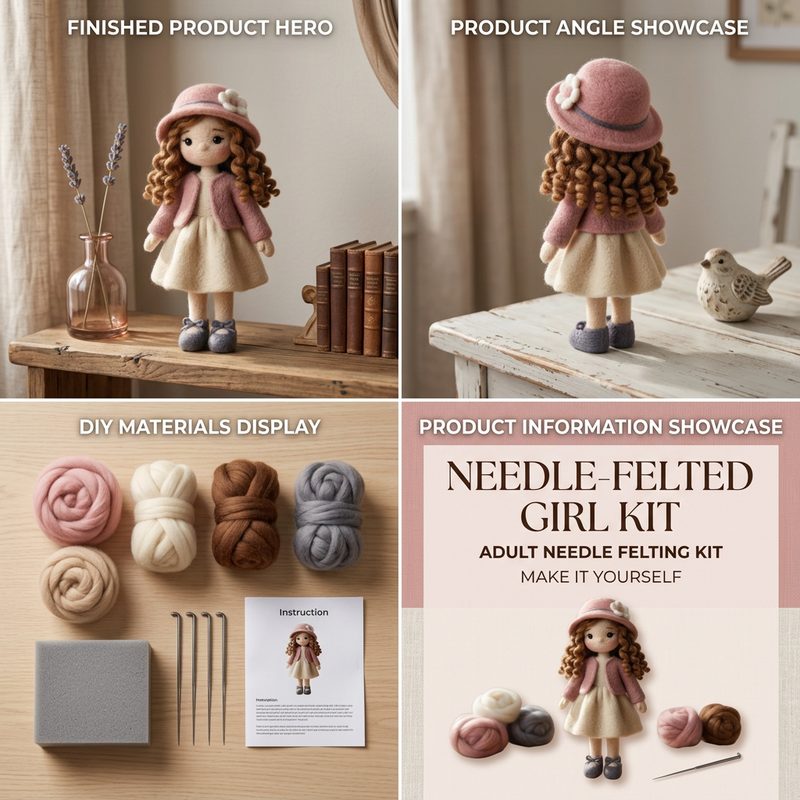 FINISHED PRODUCT HERO
PRODUCT ANGLE SHOWCASE
DIY MATERIALS DISPLAY
Instruction
PRODUCT INFORMATION SHOWCASE
NEEDLE-FELTED
GIRL KIT
ADULT NEEDLE FELTING KIT
MAKE IT YOURSELF